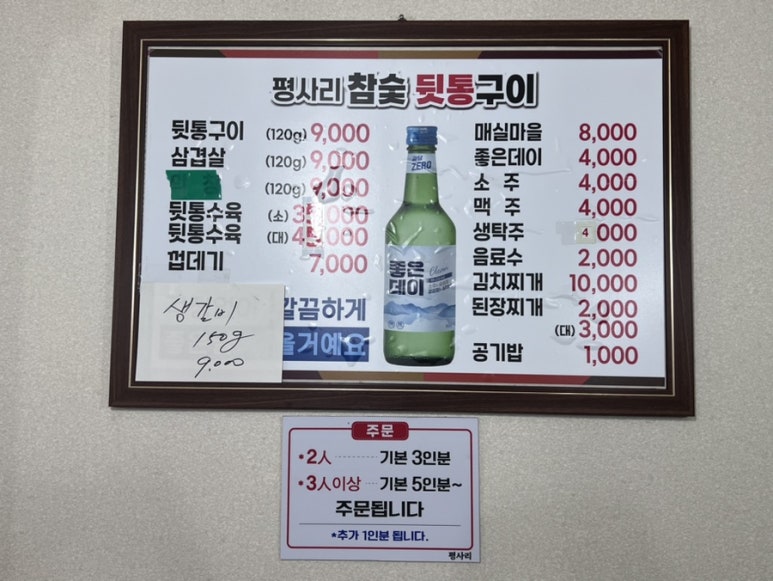 평사리 참숯 뒷통구이
뒷통구이 (120g) 9,000
삼겹살 (120g) 9,000
(120g) 9,000
뒷통수육 (소)
뒷통수육 (대)
껍데기 7,000
생갈비
150g
9.000
깔끔하게
을거예요
ZERO
좋은
데이
매실마을 8,000
좋은데이 4,000
소 주 4,000
맥 주 4,000
생탁주 4,000
음료수 2,000
김치찌개 10,000
된장찌개 2,000
(대) 3,000
공기밥 1,000
주문
•2人 ········ 기본 3인분
•3人이상 ···· 기본 5인분~
주문됩니다
*추가 1인분 됩니다.
평사리